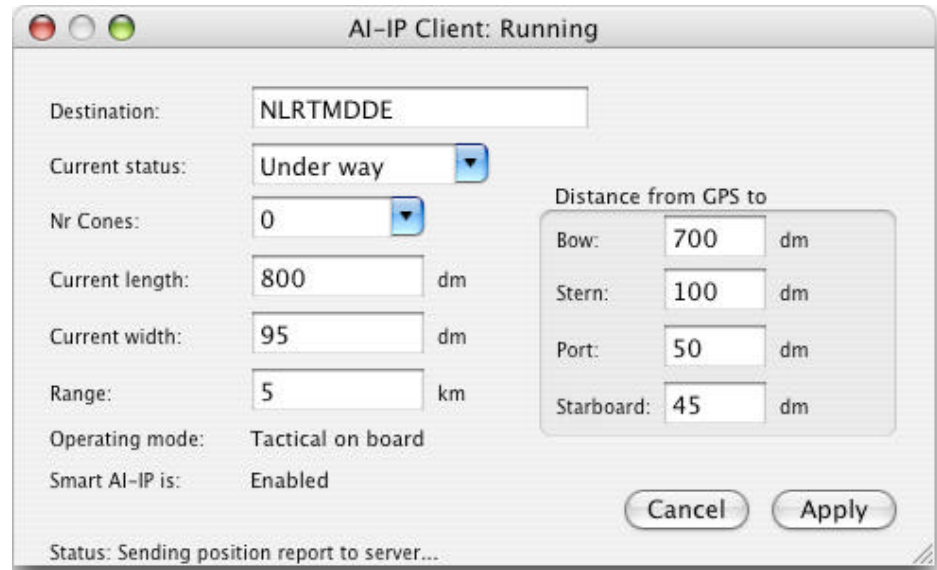 AI-IP Client: Running
Destination: NLRTMDDE
Current status: Under way
Nr Cones: 0
Current length: 800 dm
Current width: 95 dm
Range: 5 km
Operating mode: Tactical on board
Smart AI-IP is: Enabled
Distance from GPS to
Bow: 700 dm
Stern: 100 dm
Port: 50 dm
Starboard: 45 dm
Cancel Apply
Status: Sending position report to server...